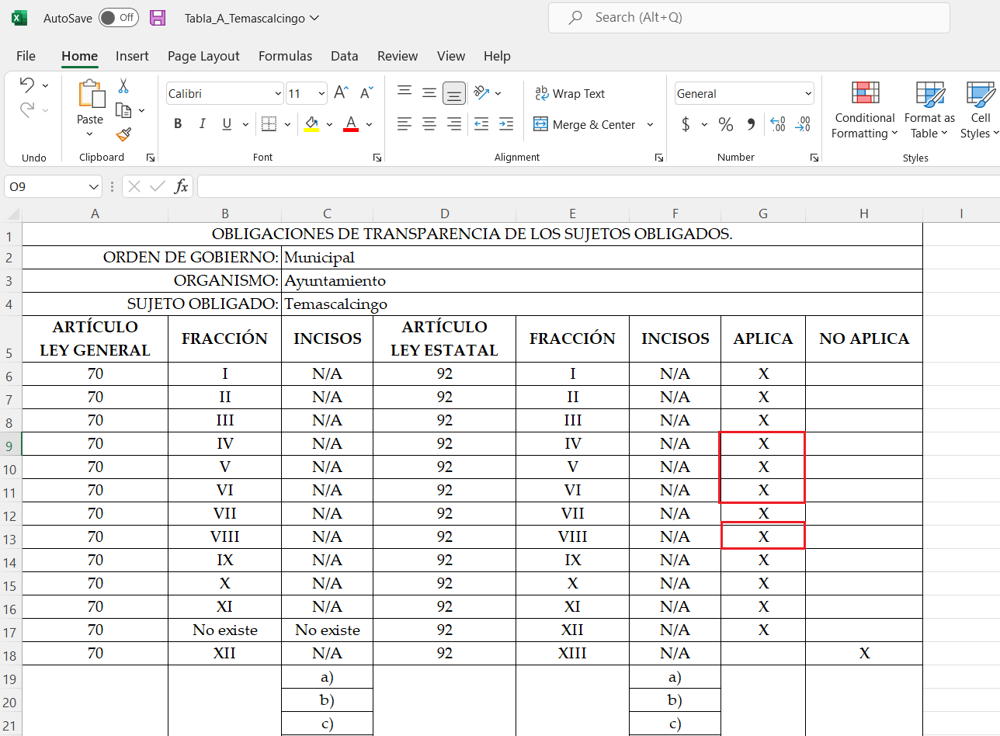 AutoSave Off Tabla_A_Temascalcingo Search (Alt+Q)
File Home Insert Page Layout Formulas Data Review View Help
Calibri 11 Wrap Text General
Paste B I U Merge & Center $ % Conditional Formatting Format as Table Cell Styles
Undo Clipboard Font Alignment Number Styles
O9 fx
A B C D E F G H I
1 OBLIGACIONES DE TRANSPARENCIA DE LOS SUJETOS OBLIGADOS.
2 ORDEN DE GOBIERNO: Municipal
3 ORGANISMO: Ayuntamiento
4 SUJETO OBLIGADO: Temascalcingo
5 ARTÍCULO LEY GENERAL FRACCIÓN INCISOS ARTÍCULO LEY ESTATAL FRACCIÓN INCISOS APLICA NO APLICA
6 70 I N/A 92 I N/A X
7 70 II N/A 92 II N/A X
8 70 III N/A 92 III N/A X
9 70 IV N/A 92 IV N/A X
10 70 V N/A 92 V N/A X
11 70 VI N/A 92 VI N/A X
12 70 VII N/A 92 VII N/A X
13 70 VIII N/A 92 VIII N/A X
14 70 IX N/A 92 IX N/A X
15 70 X N/A 92 X N/A X
16 70 XI N/A 92 XI N/A X
17 70 No existe No existe 92 XII N/A X
18 70 XII N/A 92 XIII N/A X
19 a) a)
20 b) b)
21 c) c)